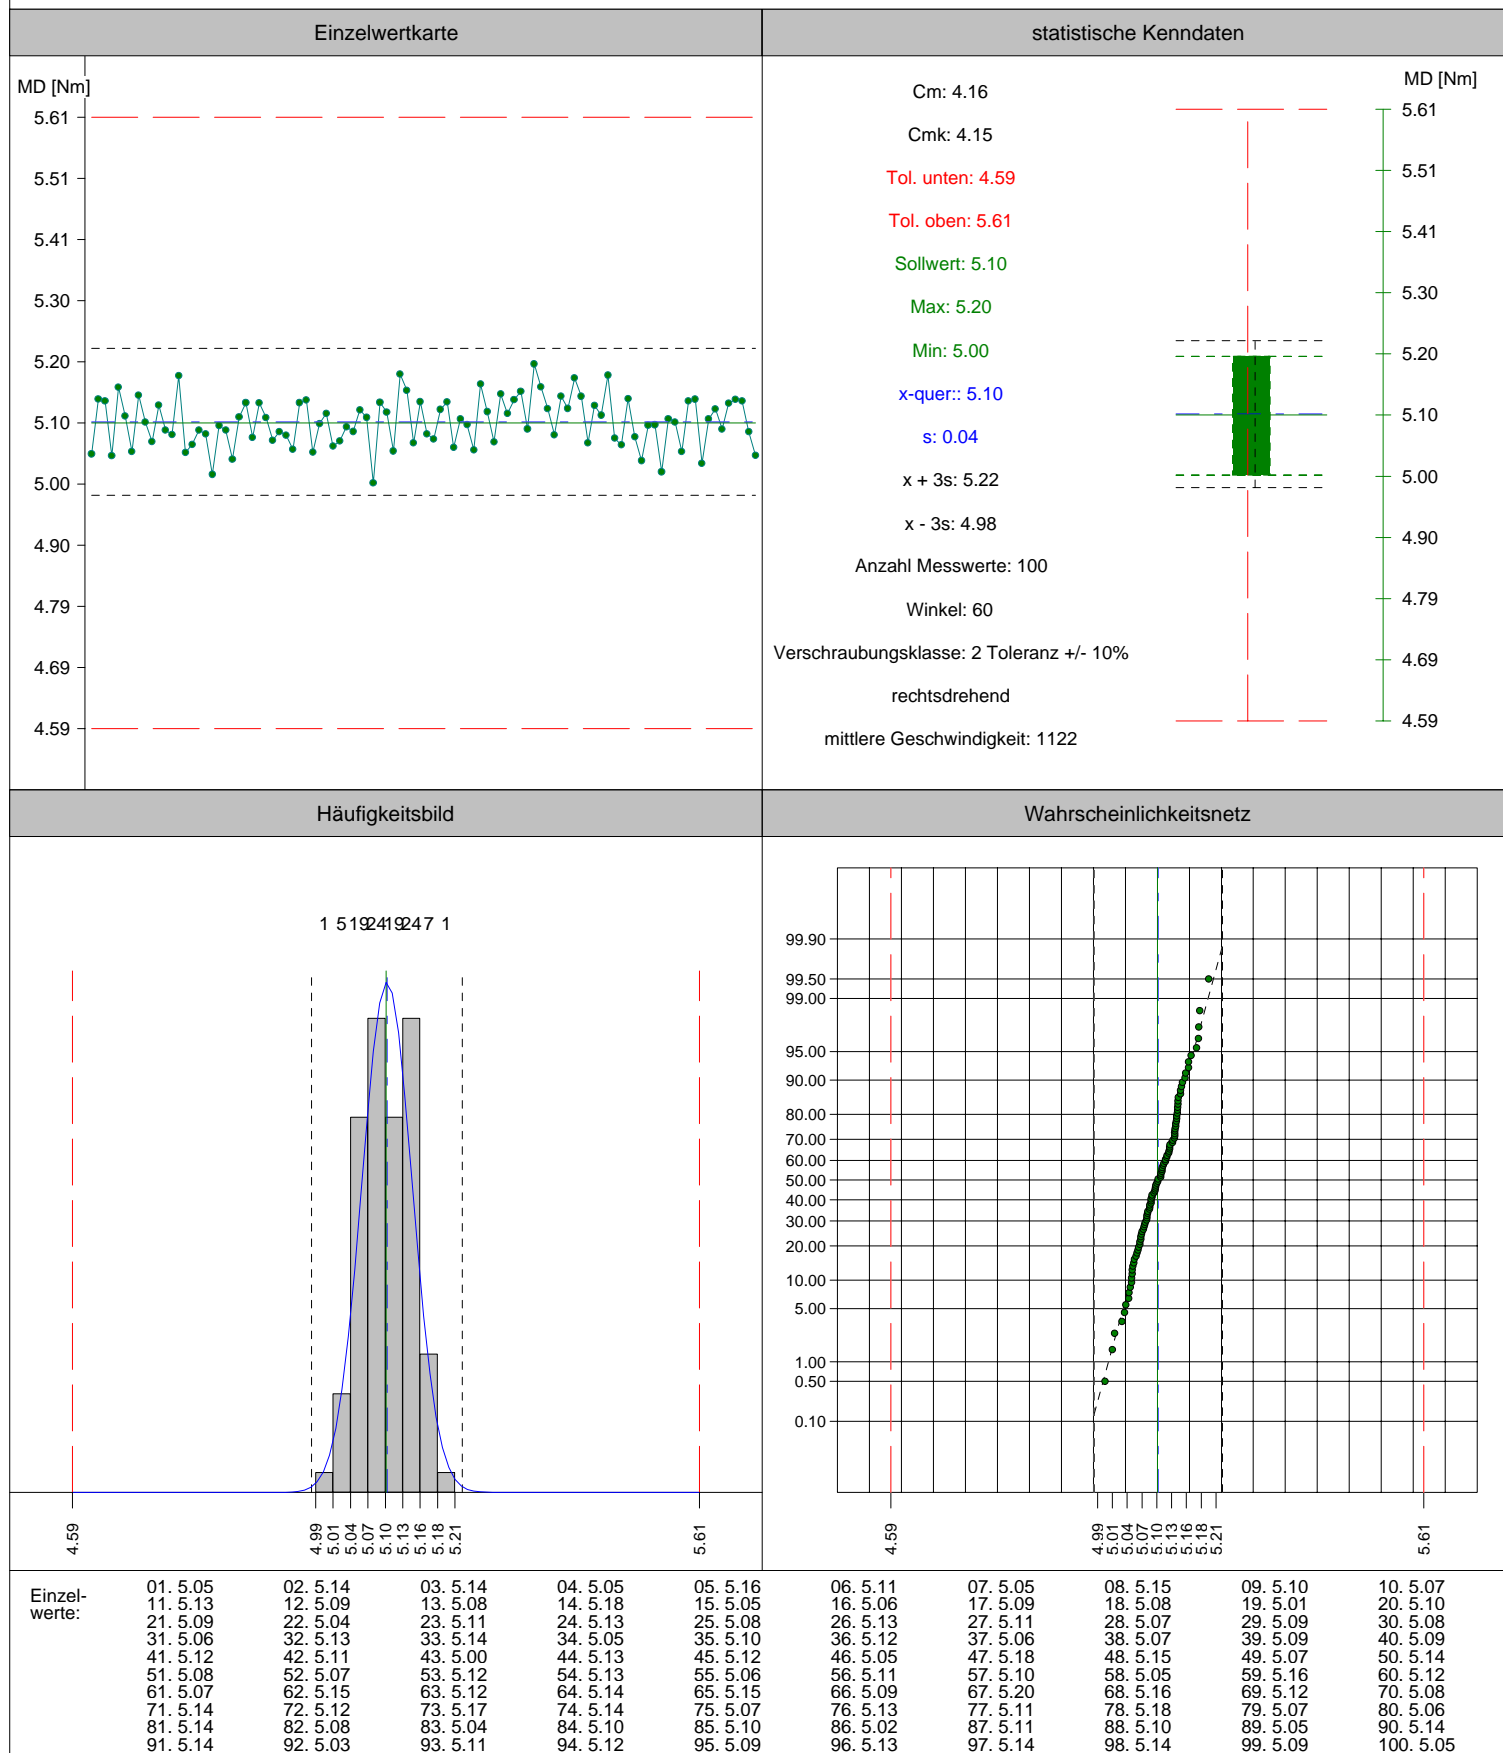 Einzelwertkarte
MD [Nm]
5.61
5.51
5.41
5.30
5.20
5.10
5.00
4.90
4.79
4.69
4.59
statistische Kenndaten
Cm: 4.16
Cmk: 4.15
Tol. unten: 4.59
Tol. oben: 5.61
Sollwert: 5.10
Max: 5.20
Min: 5.00
x-quer:: 5.10
s: 0.04
x + 3s: 5.22
x - 3s: 4.98
Anzahl Messwerte: 100
Winkel: 60
Verschraubungsklasse: 2 Toleranz +/- 10%
rechtsdrehend
mittlere Geschwindigkeit: 1122
MD [Nm]
5.61
5.51
5.41
5.30
5.20
5.10
5.00
4.90
4.79
4.69
4.59
Häufigkeitsbild
1 5 19 24 19 24 7 1
4.59 4.99 5.01 5.04 5.07 5.10 5.13 5.16 5.18 5.21 5.61
Wahrscheinlichkeitsnetz
99.90
99.50
99.00
95.00
90.00
80.00
70.00
60.00
50.00
40.00
30.00
20.00
10.00
5.00
1.00
0.50
0.10
4.59 4.99 5.01 5.04 5.07 5.10 5.13 5.16 5.18 5.21 5.61
Einzel-
werte:
01. 5.05 02. 5.14 03. 5.14 04. 5.05 05. 5.16 06. 5.11 07. 5.05 08. 5.15 09. 5.10 10. 5.07
11. 5.13 12. 5.09 13. 5.08 14. 5.18 15. 5.05 16. 5.06 17. 5.09 18. 5.08 19. 5.01 20. 5.10
21. 5.09 22. 5.04 23. 5.11 24. 5.13 25. 5.08 26. 5.13 27. 5.11 28. 5.07 29. 5.09 30. 5.08
31. 5.06 32. 5.13 33. 5.14 34. 5.05 35. 5.10 36. 5.12 37. 5.06 38. 5.07 39. 5.09 40. 5.09
41. 5.12 42. 5.11 43. 5.00 44. 5.13 45. 5.12 46. 5.05 47. 5.18 48. 5.15 49. 5.07 50. 5.14
51. 5.08 52. 5.07 53. 5.12 54. 5.13 55. 5.06 56. 5.11 57. 5.10 58. 5.05 59. 5.16 60. 5.12
61. 5.07 62. 5.15 63. 5.12 64. 5.14 65. 5.15 66. 5.09 67. 5.20 68. 5.16 69. 5.12 70. 5.08
71. 5.14 72. 5.12 73. 5.17 74. 5.14 75. 5.07 76. 5.13 77. 5.11 78. 5.18 79. 5.07 80. 5.06
81. 5.14 82. 5.08 83. 5.04 84. 5.10 85. 5.10 86. 5.02 87. 5.11 88. 5.10 89. 5.05 90. 5.14
91. 5.14 92. 5.03 93. 5.11 94. 5.12 95. 5.09 96. 5.13 97. 5.14 98. 5.14 99. 5.09 100. 5.05